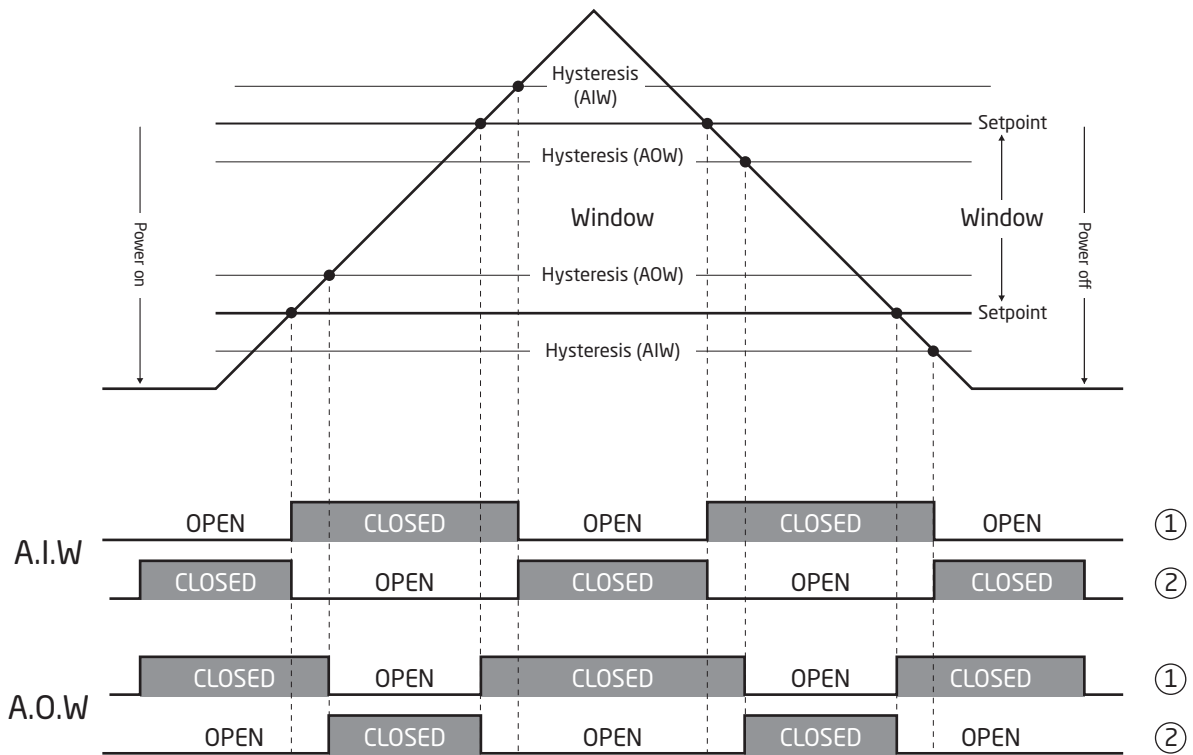 Hysteresis
(AIW)
Setpoint
Hysteresis (AOW)
Power on
Window
Window
Power off
Hysteresis (AOW)
Setpoint
Hysteresis (AIW)
A.I.W
OPEN CLOSED OPEN CLOSED OPEN ①
CLOSED OPEN CLOSED OPEN CLOSED ②
A.O.W
CLOSED OPEN CLOSED OPEN CLOSED ①
OPEN CLOSED OPEN CLOSED OPEN ②